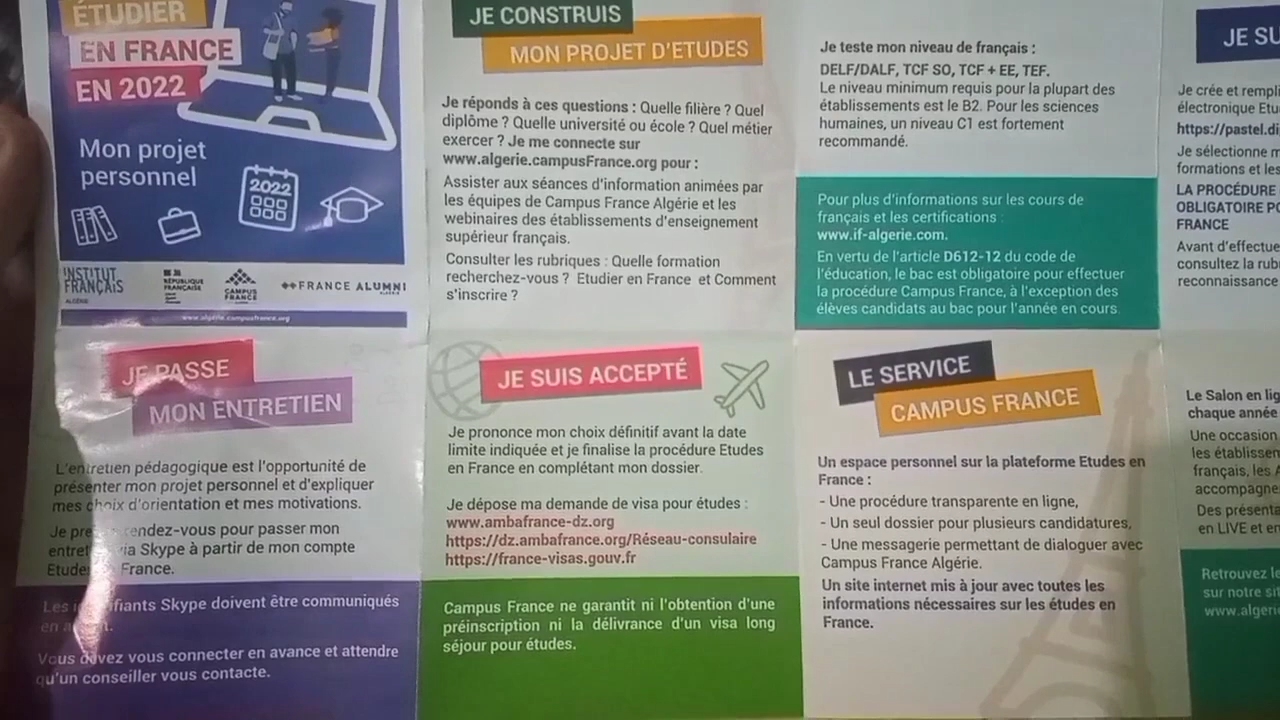 ÉTUDIER
EN FRANCE
EN 2022
Mon projet
personnel
2022
INSTITUT
FRANÇAIS
ALGÉRIE
RÉPUBLIQUE
FRANÇAISE
CAMPUS
FRANCE
FRANCE ALUMNI
www.algerie.campusfrance.org
JE CONSTRUIS
MON PROJET D'ETUDES
Je réponds à ces questions : Quelle filière ? Quel
diplôme ? Quelle université ou école ? Quel métier
exercer ? Je me connecte sur
www.algerie.campusFrance.org pour :
Assister aux séances d'information animées par
les équipes de Campus France Algérie et les
webinaires des établissements d'enseignement
supérieur français.
Consulter les rubriques : Quelle formation
recherchez-vous ? Etudier en France et Comment
s'inscrire ?
Je teste mon niveau de français :
DELF/DALF, TCF SO, TCF + EE, TEF.
Le niveau minimum requis pour la plupart des
établissements est le B2. Pour les sciences
humaines, un niveau C1 est fortement
recommandé.
Pour plus d'informations sur les cours de
français et les certifications :
www.if-algerie.com.
En vertu de l'article D612-12 du code de
l'éducation, le bac est obligatoire pour effectuer
la procédure Campus France, à l'exception des
élèves candidats au bac pour l'année en cours
JE SU
Je crée et rempli
électronique Etu
https://pastel.di
Je sélectionne m
formations et les
LA PROCÉDURE
OBLIGATOIRE PO
FRANCE
Avant d'effectue
consultez la rub
reconnaissance
JE PASSE
MON ENTRETIEN
L'entretien pédagogique est l'opportunité de
présenter mon projet personnel et d'expliquer
mes choix d'orientation et mes motivations.
Je rendez-vous pour passer mon
via Skype à partir de mon compte
France.
Les Skype doivent être communiqués
en
Vous devez vous connecter en avance et attendre
qu'un conseiller vous contacte.
JE SUIS ACCEPTÉ
Je prononce mon choix définitif avant la date
limite indiquée et je finalise la procédure Etudes
en France en complétant mon dossier.
Je dépose ma demande de visa pour études :
www.ambafrance-dz.org
https://dz.ambafrance.org/Réseau-consulaire
https://france-visas.gouv.fr
Campus France ne garantit ni l'obtention d'une
préinscription ni la délivrance d'un visa long
séjour pour études.
LE SERVICE
CAMPUS FRANCE
Un espace personnel sur la plateforme Etudes en
France :
- Une procédure transparente en ligne,
- Un seul dossier pour plusieurs candidatures,
- Une messagerie permettant de dialoguer avec
Campus France Algérie.
Un site internet mis à jour avec toutes les
informations nécessaires sur les études en
France.
Le Salon en lig
chaque année
Une occasion
les établissem
français, les A
accompagne
Des présenta
en LIVE et en
Retrouvez le
sur notre sit
www.algerie